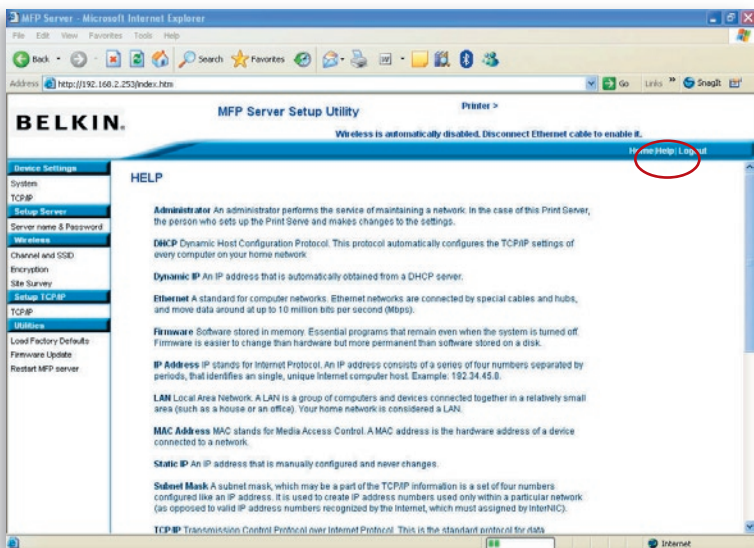 MFP Server - Microsoft Internet Explorer
File Edit View Favorites Tools Help
Back Search Favorites
Address http://192.168.2.253/index.htm Go Links » SnagIt
BELKIN.
MFP Server Setup Utility
Printer >
Wireless is automatically disabled. Disconnect Ethernet cable to enable it.
Home|Help|Logout
Device Settings
System
TCP/IP
Setup Server
Server name & Password
Wireless
Channel and SSID
Encryption
Site Survey
Setup TCP/IP
TCP/IP
Utilities
Load Factory Defaults
Firmware Update
Restart MFP server
HELP
Administrator An administrator performs the service of maintaining a network. In the case of this Print Server,
the person who sets up the Print Serve and makes changes to the settings.
DHCP Dynamic Host Configuration Protocol. This protocol automatically configures the TCP/IP settings of
every computer on your home network
Dynamic IP An IP address that is automatically obtained from a DHCP server.
Ethernet A standard for computer networks. Ethernet networks are connected by special cables and hubs,
and move data around at up to 10 million bits per second (Mbps).
Firmware Software stored in memory. Essential programs that remain even when the system is turned off.
Firmware is easier to change than hardware but more permanent than software stored on a disk.
IP Address IP stands for Internet Protocol. An IP address consists of a series of four numbers separated by
periods, that identifies an single, unique Internet computer host. Example: 192.34.45.8.
LAN Local Area Network. A LAN is a group of computers and devices connected together in a relatively small
area (such as a house or an office). Your home network is considered a LAN.
MAC Address MAC stands for Media Access Control. A MAC address is the hardware address of a device
connected to a network.
Static IP An IP address that is manually configured and never changes.
Subnet Mask A subnet mask, which may be a part of the TCP/IP information is a set of four numbers
configured like an IP address. It is used to create IP address numbers used only within a particular network
(as opposed to valid IP address numbers recognized by the Internet, which must assigned by InterNIC).
TCP/IP Transmission Control Protocol over Internet Protocol. This is the standard protocol for data
Internet